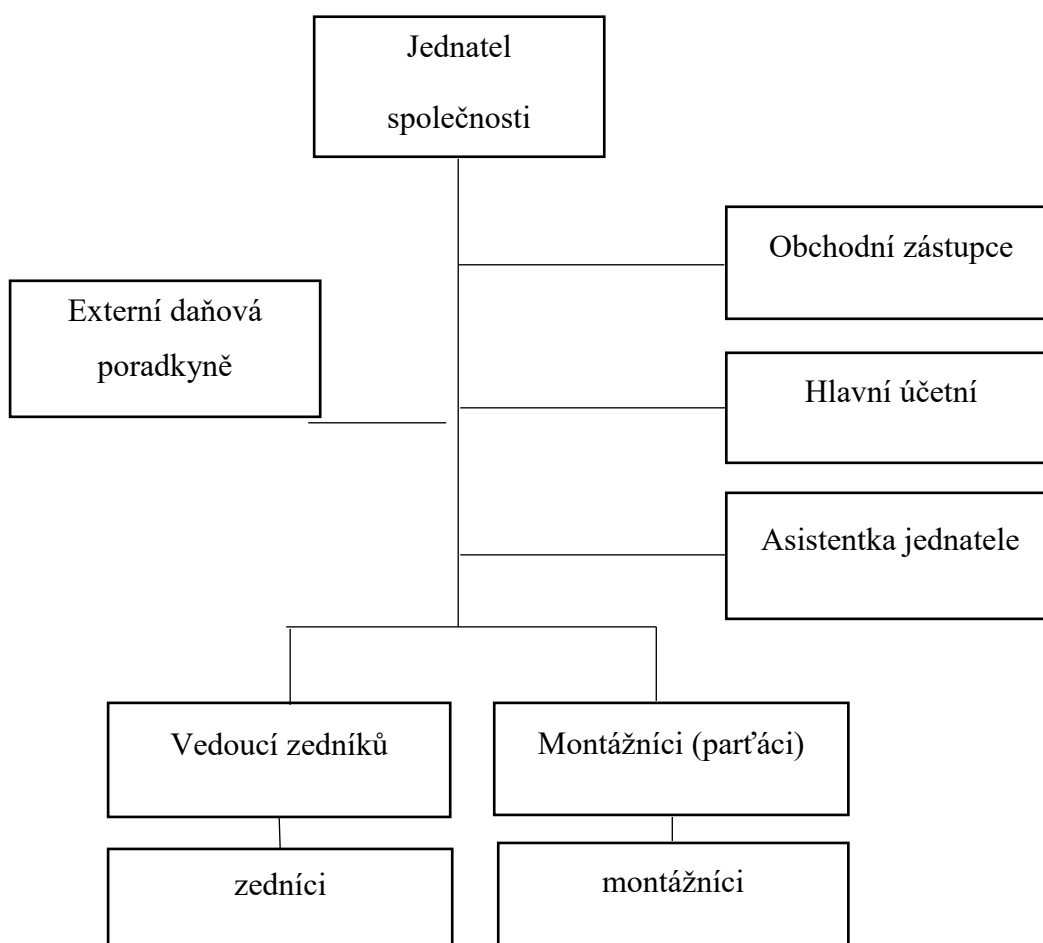 Jednatel
společnosti
Obchodní zástupce
Externí daňová
poradkyně
Hlavní účetní
Asistentka jednatele
Vedoucí zedníků
Montážníci (parťáci)
zedníci
montážníci